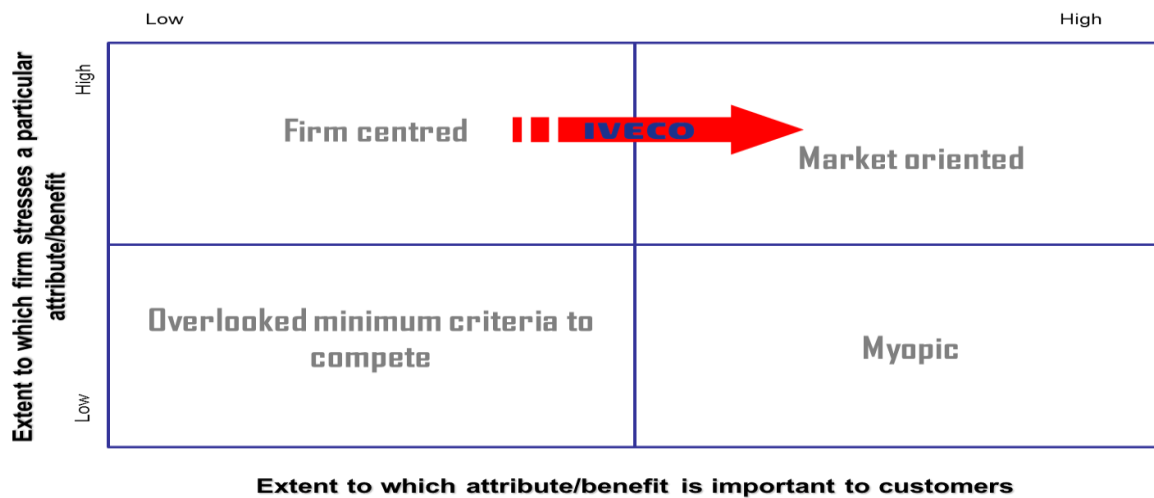 Low
High
Extent to which firm stresses a particular
attribute/benefit
High
Low
Firm centred
IVECO
Market oriented
Overlooked minimum criteria to
compete
Myopic
Extent to which attribute/benefit is important to customers